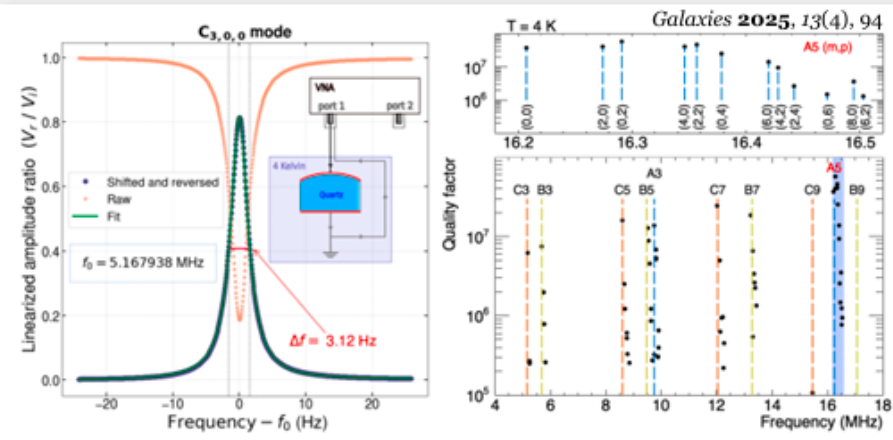 Galaxies 2025, 13(4), 94
C3,0,0 mode
Linearized amplitude ratio (Vr / Vi)
1.0
0.8
0.6
0.4
0.2
0.0
VNA
port 1 port 2
4 Kelvin
Quartz
Shifted and reversed
Raw
Fit
f0 = 5.167938 MHz
Δf = 3.12 Hz
−20 −10 0 10 20
Frequency − f0 (Hz)
T = 4 K
A5 (m,p)
10^7
10^6
(0,0) (2,0) (0,2) (4,0) (2,2) (0,4) (6,0) (4,2) (2,4) (0,6) (8,0) (6,2)
16.2 16.3 16.4 16.5
Quality factor
C3 B3 C5 B5 A3 C7 B7 C9 A5 B9
10^7
10^6
10^5
4 6 8 10 12 14 16 18
Frequency (MHz)